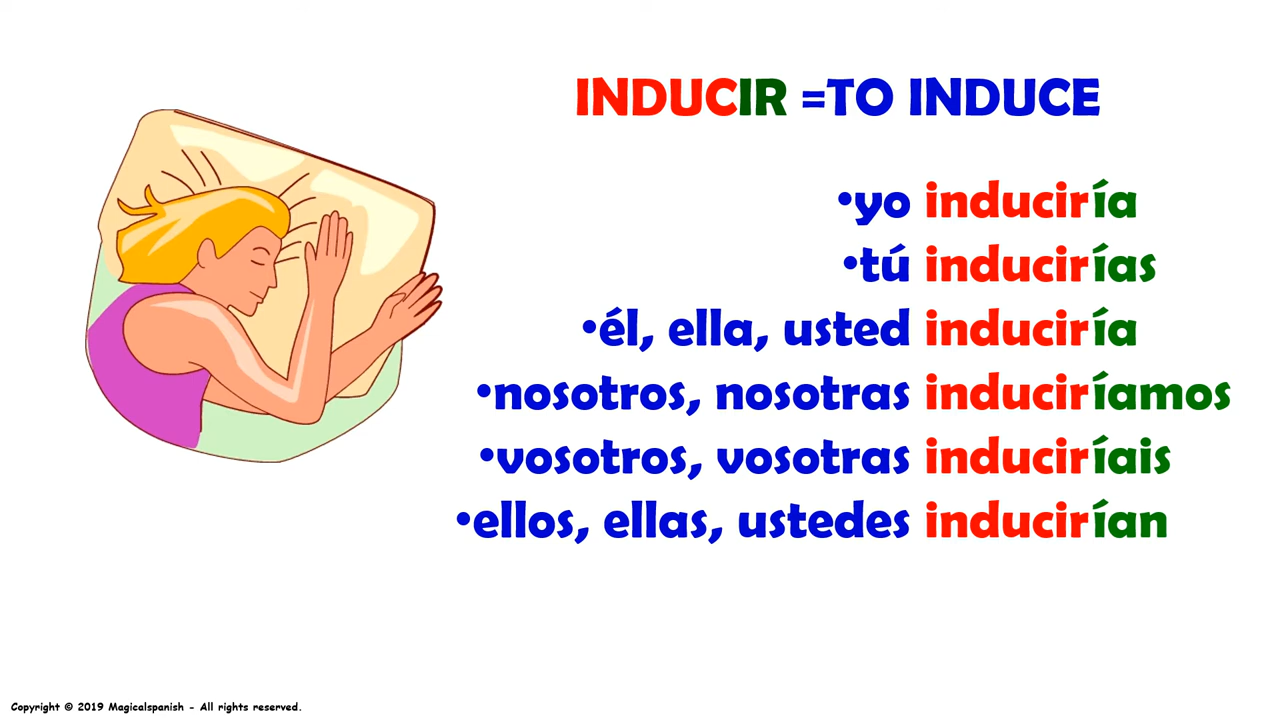 INDUCIR =TO INDUCE
•yo induciría
•tú inducirías
•él, ella, usted induciría
•nosotros, nosotras induciríamos
•vosotros, vosotras induciríais
•ellos, ellas, ustedes inducirían
Copyright © 2019 Magicalspanish - All rights reserved.